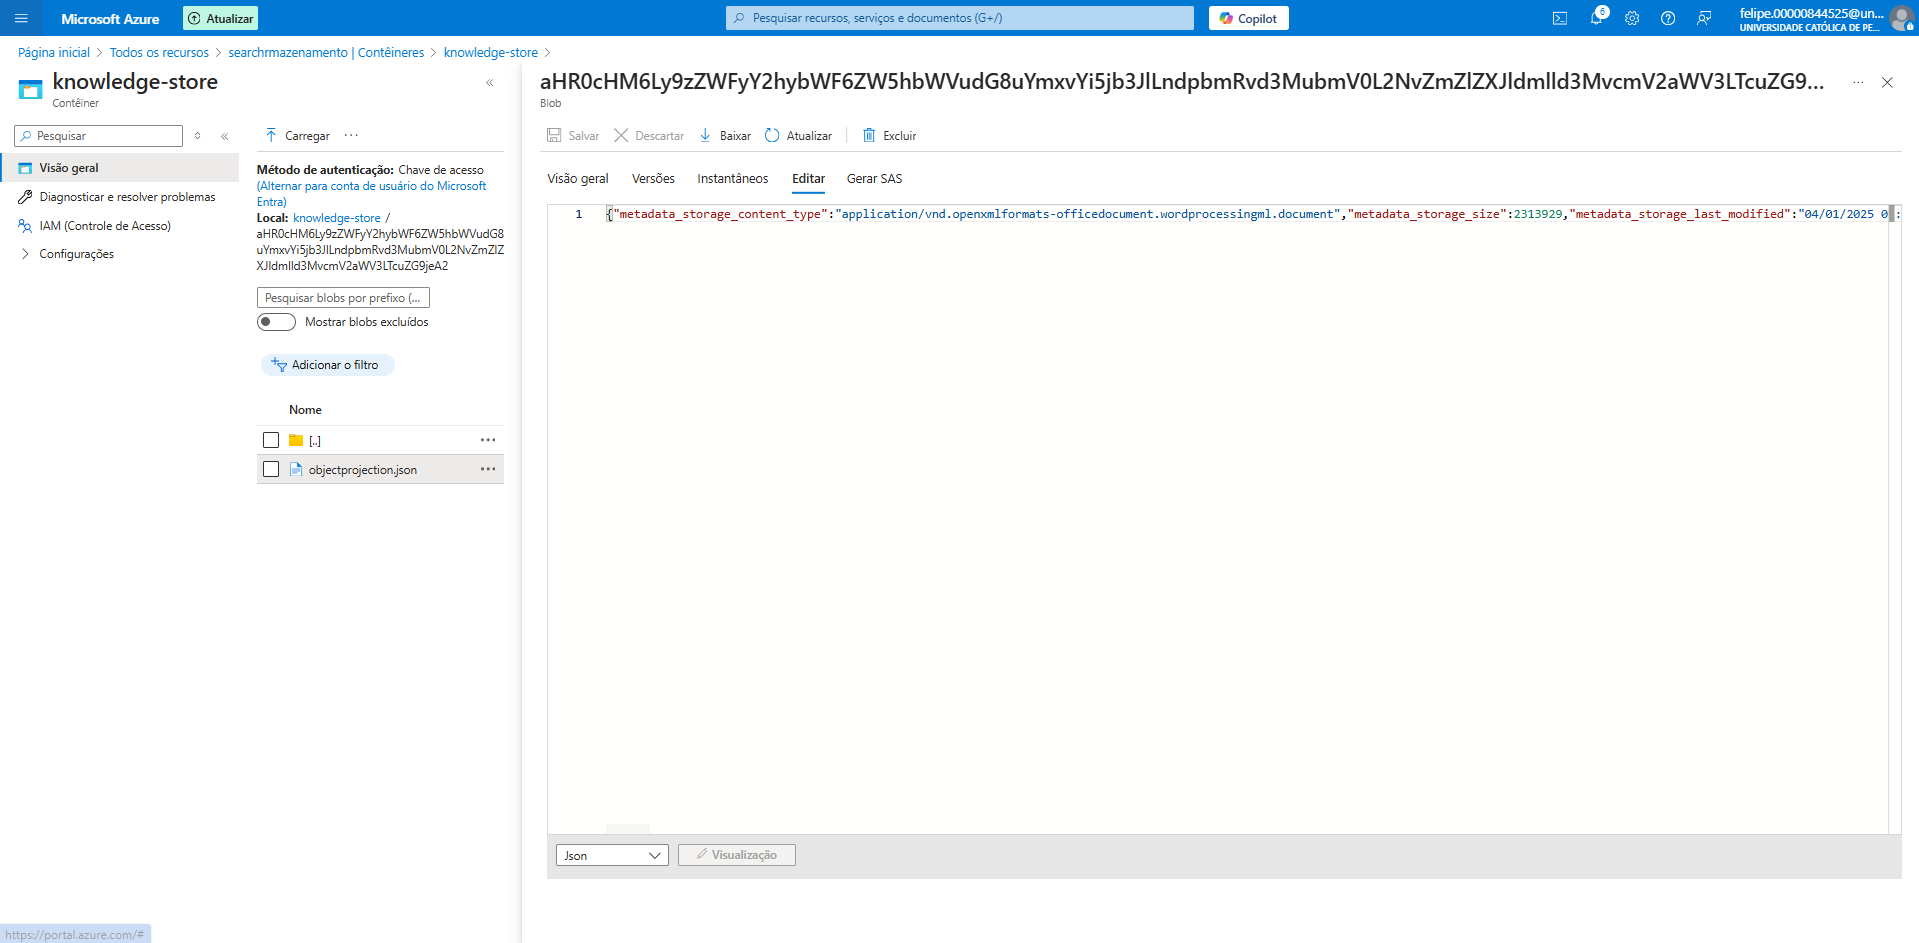 Microsoft Azure
Atualizar
Pesquisar recursos, serviços e documentos (G+/)
Copilot
6
felipe.00000844525@un...
UNIVERSIDADE CATÓLICA DE PE...
Página inicial > Todos os recursos > searchrmazenamento | Contêineres > knowledge-store >
knowledge-store
Contêiner
Pesquisar
Visão geral
Diagnosticar e resolver problemas
IAM (Controle de Acesso)
Configurações
Carregar ...
Método de autenticação: Chave de acesso
(Alternar para conta de usuário do Microsoft
Entra)
Local: knowledge-store /
aHR0cHM6Ly9zZWFyY2hybWF6ZW5hbWVudG8
uYmxvYi5jb3JlLndpbmRvd3MubmV0L2NvZmZlZ
XJldmlld3MvcmV2aWV3LTcuZG9jeA2
Pesquisar blobs por prefixo (...
Mostrar blobs excluídos
Adicionar o filtro
Nome
[..]
objectprojection.json
aHR0cHM6Ly9zZWFyY2hybWF6ZW5hbWVudG8uYmxvYi5jb3JlLndpbmRvd3MubmV0L2NvZmZlZXJldmlld3MvcmV2aWV3LTcuZG9...
Blob
Salvar Descartar Baixar Atualizar Excluir
Visão geral Versões Instantâneos Editar Gerar SAS
1 {"metadata_storage_content_type":"application/vnd.openxmlformats-officedocument.wordprocessingml.document","metadata_storage_size":2313929,"metadata_storage_last_modified":"04/01/2025 0
Json
Visualização
https://portal.azure.com/#